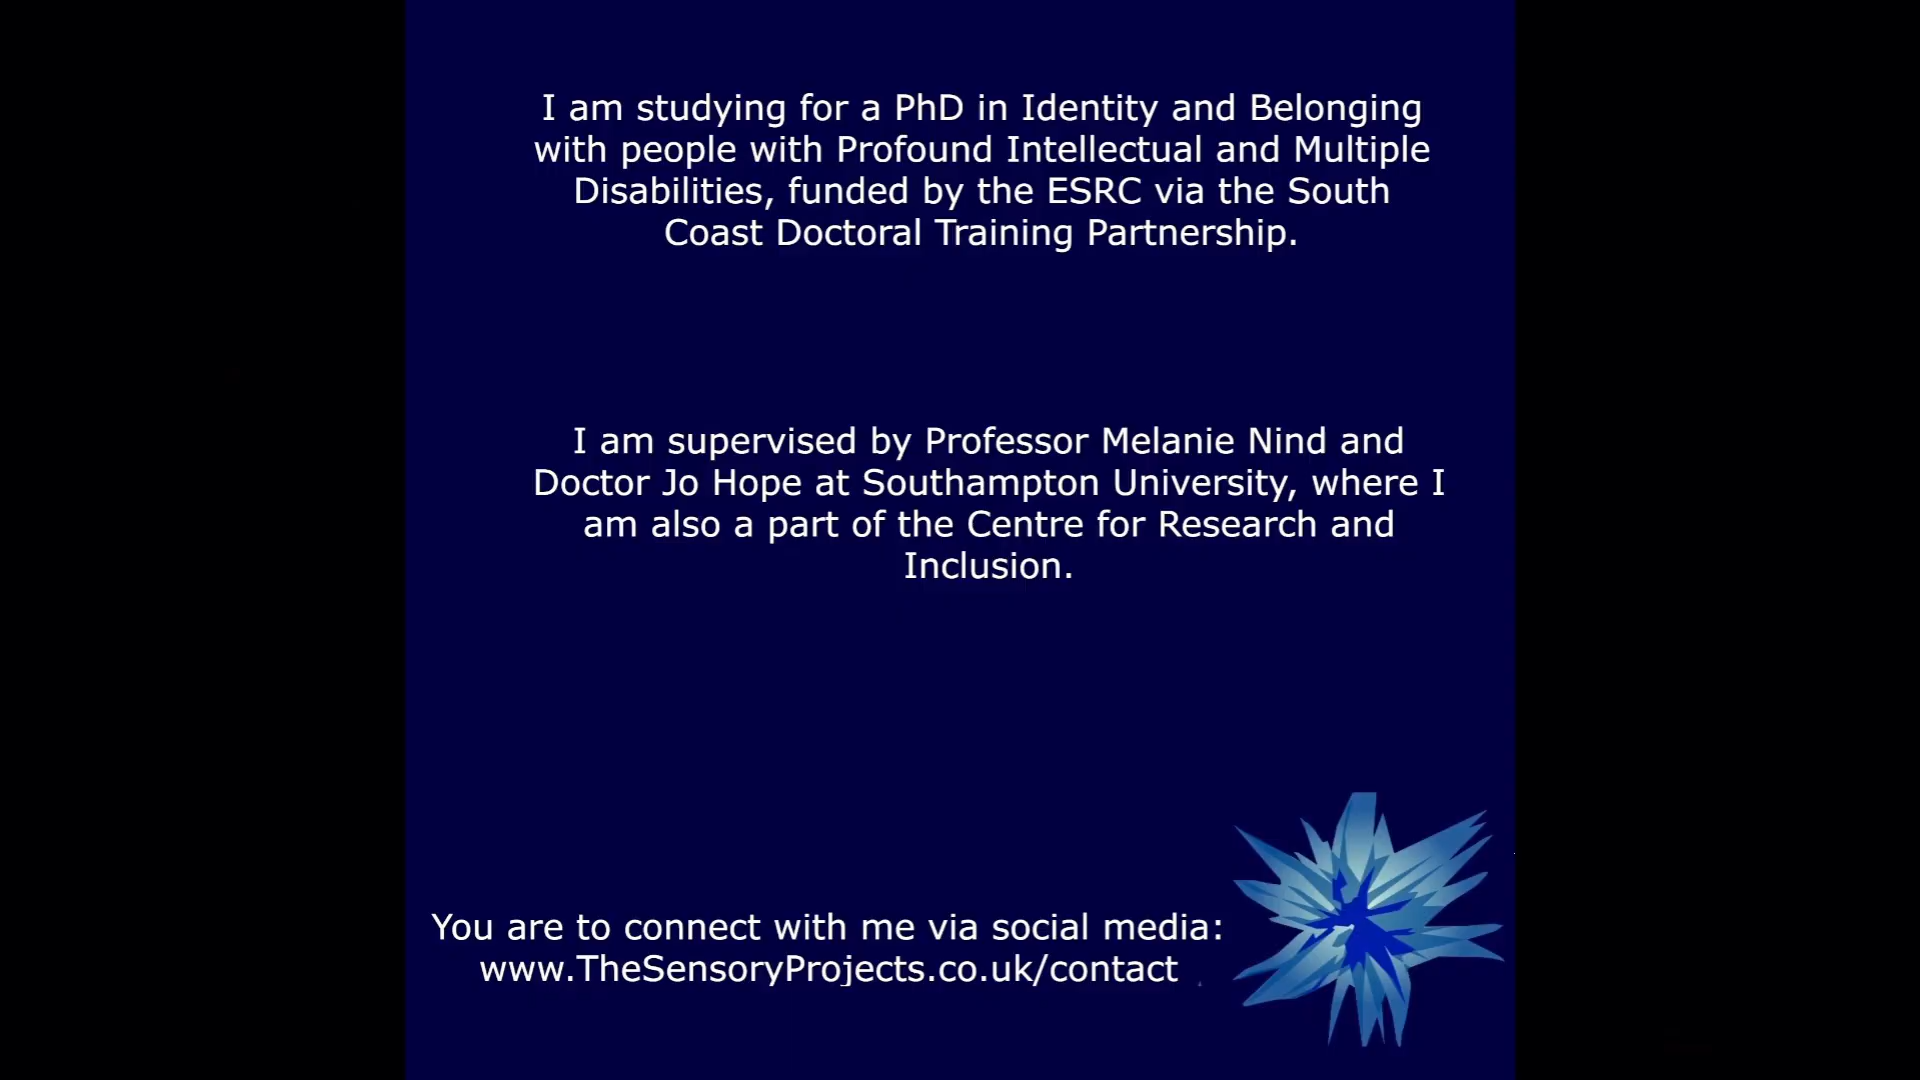 I am studying for a PhD in Identity and Belonging
with people with Profound Intellectual and Multiple
Disabilities, funded by the ESRC via the South
Coast Doctoral Training Partnership.
I am supervised by Professor Melanie Nind and
Doctor Jo Hope at Southampton University, where I
am also a part of the Centre for Research and
Inclusion.
You are to connect with me via social media:
www.TheSensoryProjects.co.uk/contact